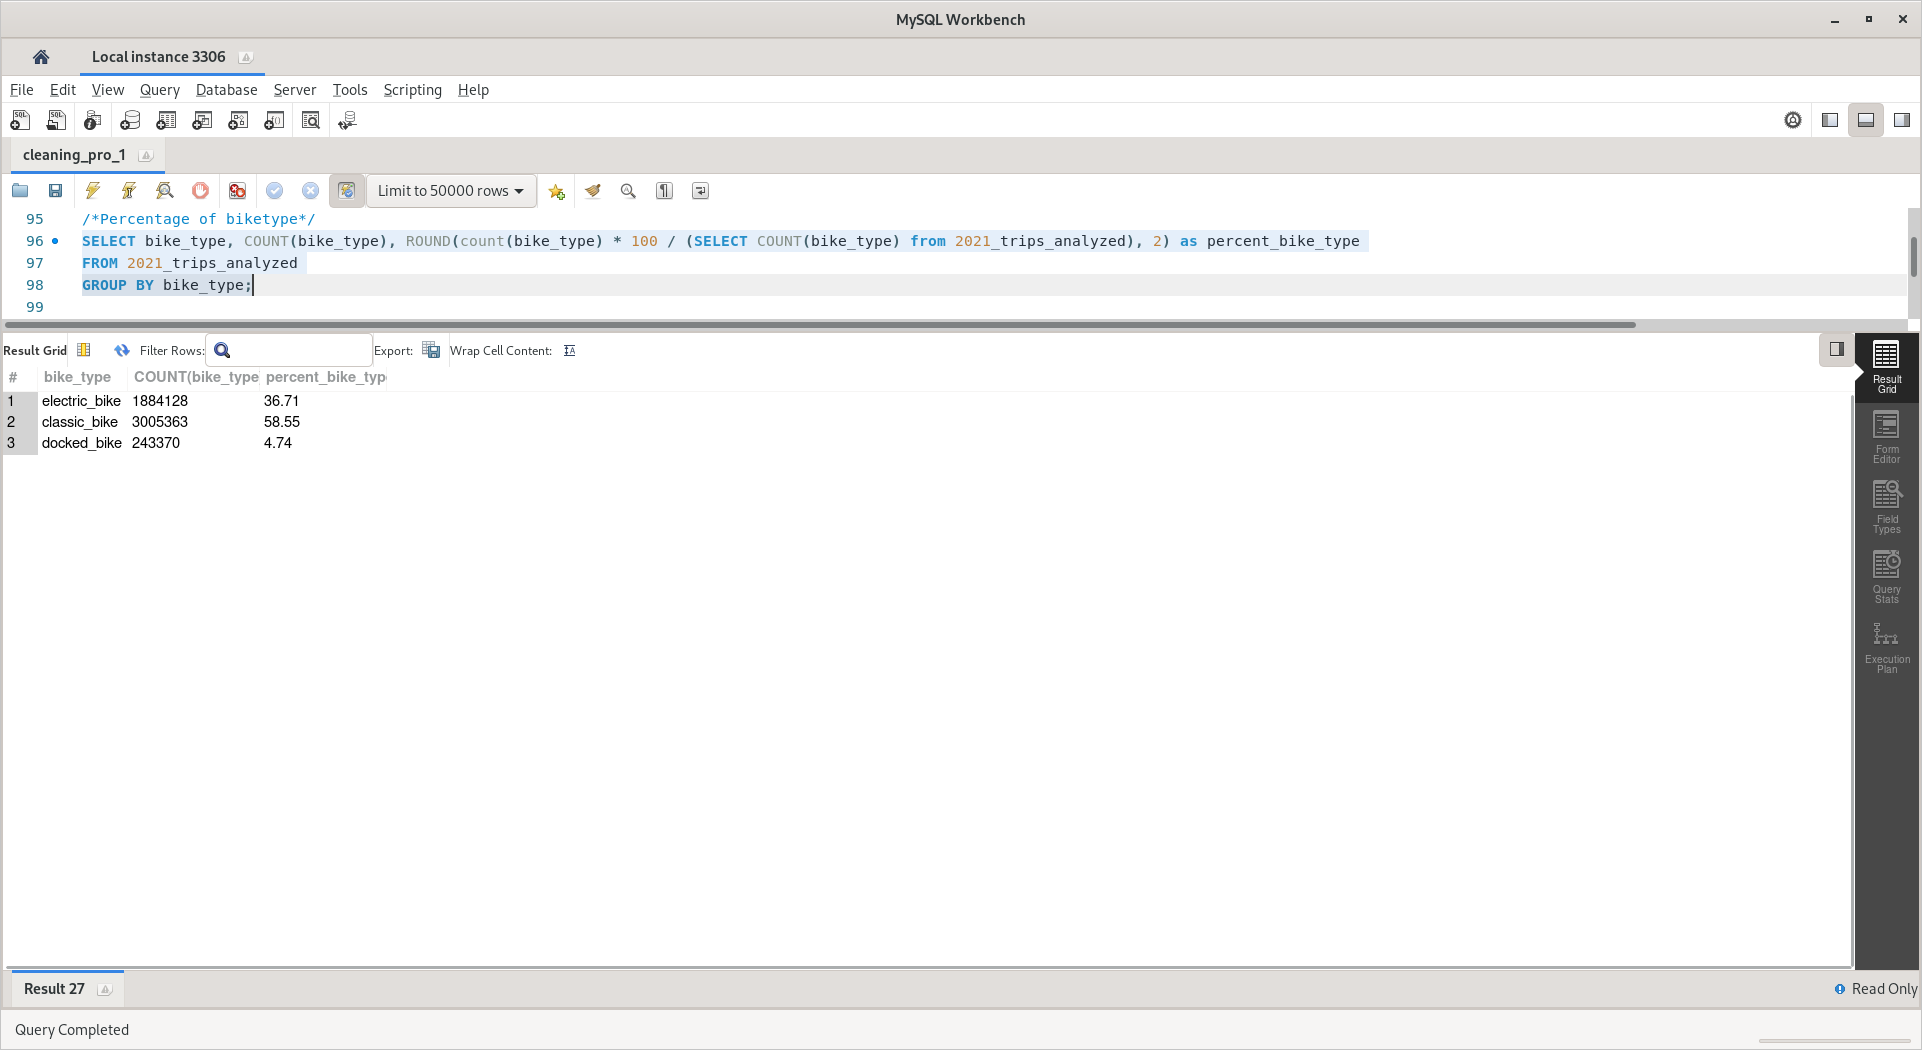 MySQL Workbench
Local instance 3306
File Edit View Query Database Server Tools Scripting Help
cleaning_pro_1
Limit to 50000 rows
95 /*Percentage of biketype*/
96 SELECT bike_type, COUNT(bike_type), ROUND(count(bike_type) * 100 / (SELECT COUNT(bike_type) from 2021_trips_analyzed), 2) as percent_bike_type
97 FROM 2021_trips_analyzed
98 GROUP BY bike_type;
99
Result Grid Filter Rows: Export: Wrap Cell Content:
# bike_type COUNT(bike_type percent_bike_typ
1 electric_bike 1884128 36.71
2 classic_bike 3005363 58.55
3 docked_bike 243370 4.74
Result
Grid
Form
Editor
Field
Types
Query
Stats
Execution
Plan
Result 27
Read Only
Query Completed